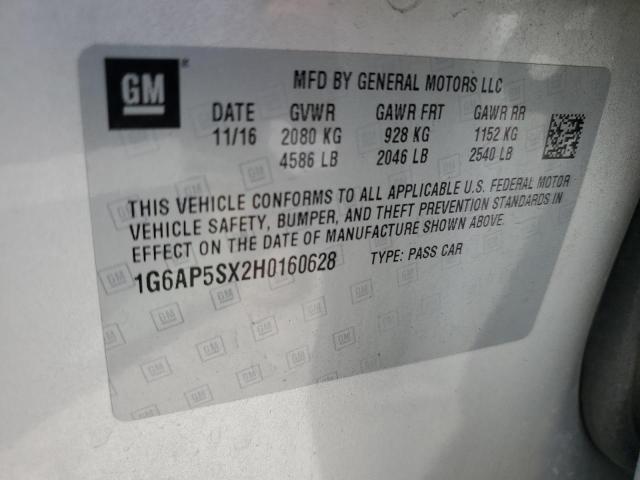 GM
MFD BY GENERAL MOTORS LLC
DATE GVWR GAWR FRT GAWR RR
11/16 2080 KG 928 KG 1152 KG
4586 LB 2046 LB 2540 LB
THIS VEHICLE CONFORMS TO ALL APPLICABLE U.S. FEDERAL MOTOR
VEHICLE SAFETY, BUMPER, AND THEFT PREVENTION STANDARDS IN
EFFECT ON THE DATE OF MANUFACTURE SHOWN ABOVE.
1G6AP5SX2H0160628 TYPE: PASS CAR